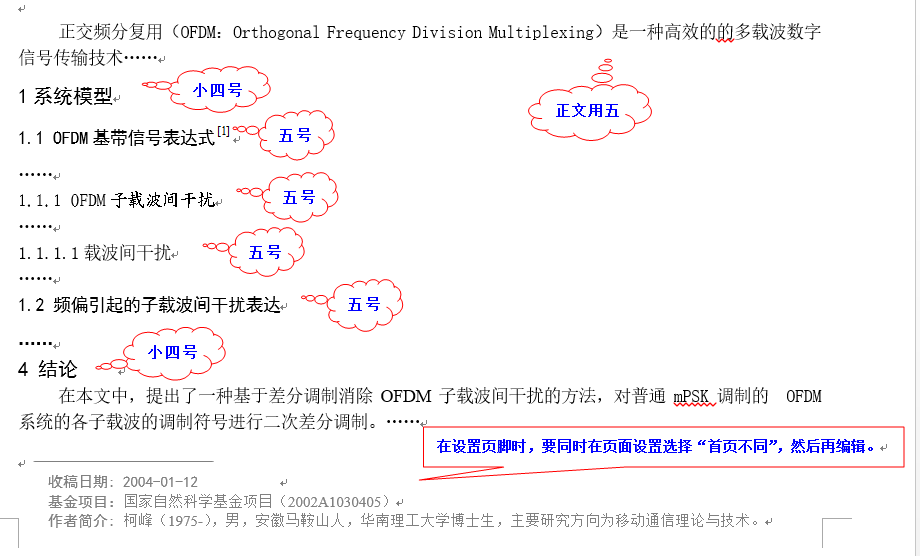 正交频分复用（OFDM：Orthogonal Frequency Division Multiplexing）是一种高效的的多载波数字
信号传输技术……
1 系统模型
小四号
正文用五
1.1 OFDM 基带信号表达式[1]
五号
……
1.1.1 OFDM 子载波间干扰
五号
……
1.1.1.1 载波间干扰
五号
……
1.2 频偏引起的子载波间干扰表达
五号
……
小四号
4 结论
在本文中，提出了一种基于差分调制消除 OFDM 子载波间干扰的方法，对普通 mPSK 调制的 OFDM
系统的各子载波的调制符号进行二次差分调制。……
在设置页脚时，要同时在页面设置选择“首页不同”，然后再编辑。
收稿日期：2004-01-12
基金项目：国家自然科学基金项目（2002A1030405）
作者简介：柯峰（1975-），男，安徽马鞍山人，华南理工大学博士生，主要研究方向为移动通信理论与技术。